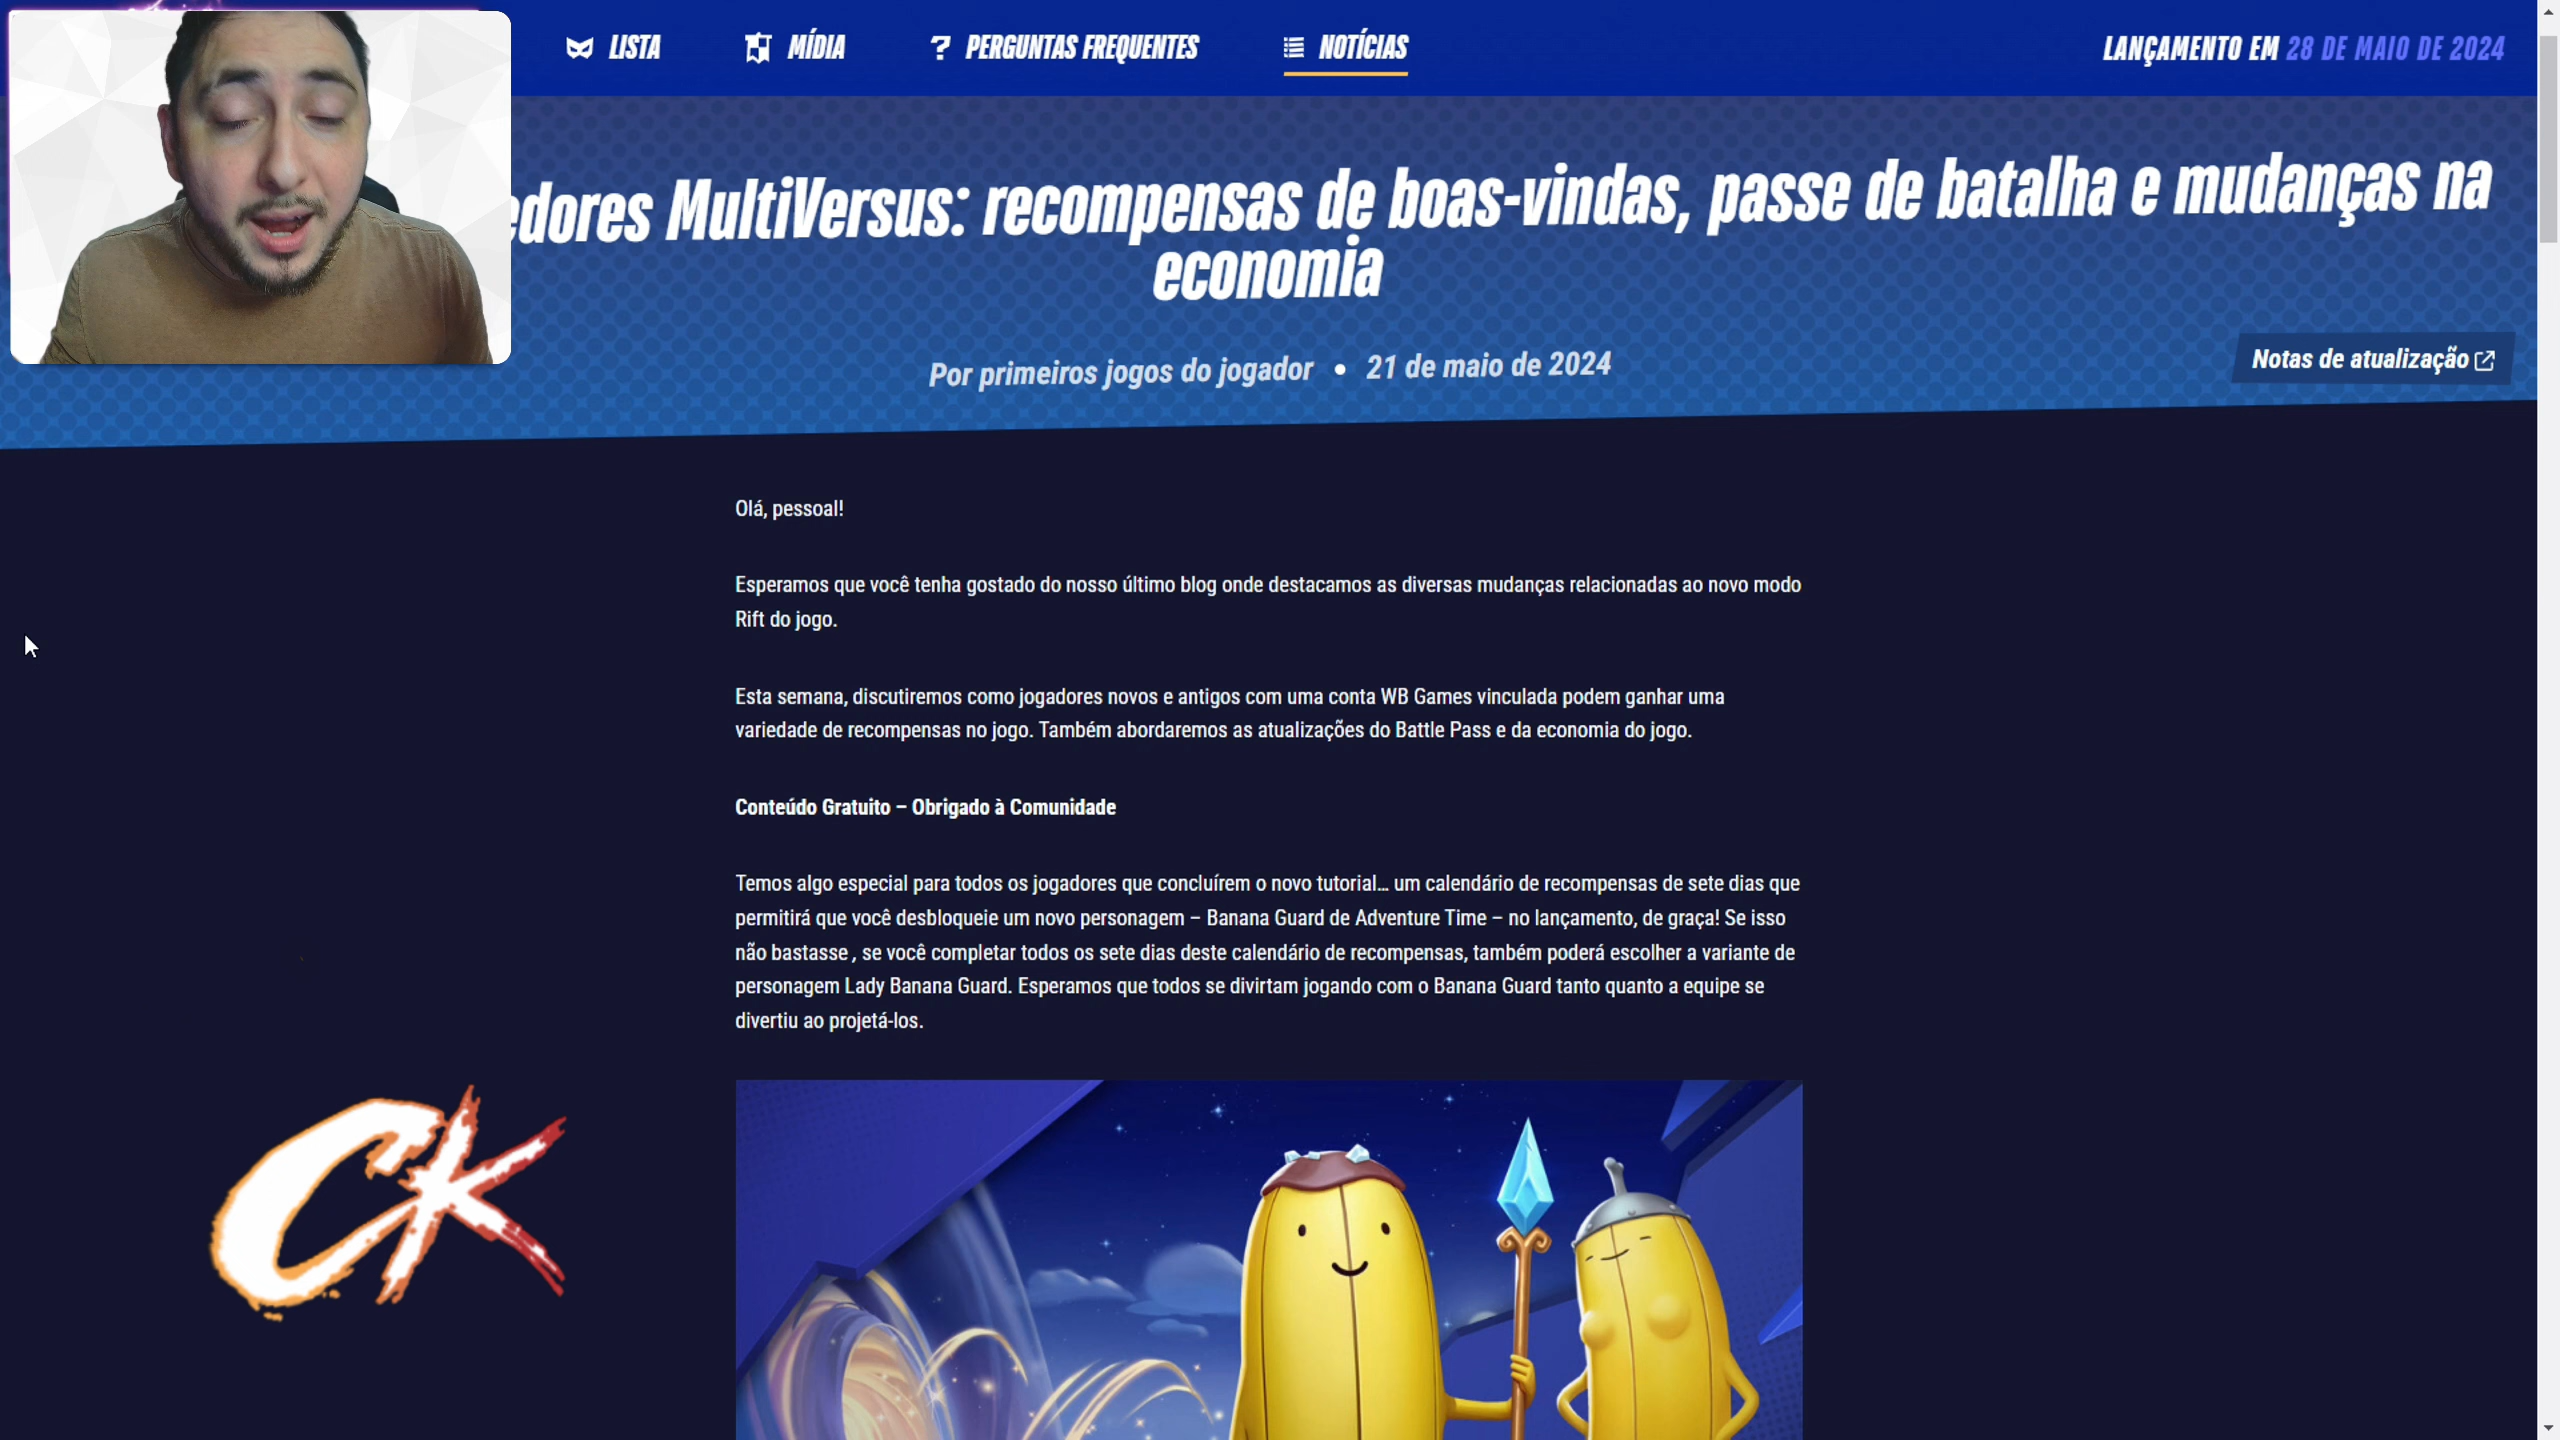 LISTA
MÍDIA
? PERGUNTAS FREQUENTES
NOTÍCIAS
LANÇAMENTO EM 28 DE MAIO DE 2024
MultiVersus: recompensas de boas-vindas, passe de batalha e mudanças na
economia
Por primeiros jogos do jogador • 21 de maio de 2024
Notas de atualização
Olá, pessoal!
Esperamos que você tenha gostado do nosso último blog onde destacamos as diversas mudanças relacionadas ao novo modo
Rift do jogo.
Esta semana, discutiremos como jogadores novos e antigos com uma conta WB Games vinculada podem ganhar uma
variedade de recompensas no jogo. Também abordaremos as atualizações do Battle Pass e da economia do jogo.
Conteúdo Gratuito – Obrigado à Comunidade
Temos algo especial para todos os jogadores que concluírem o novo tutorial… um calendário de recompensas de sete dias que
permitirá que você desbloqueie um novo personagem – Banana Guard de Adventure Time – no lançamento, de graça! Se isso
não bastasse , se você completar todos os sete dias deste calendário de recompensas, também poderá escolher a variante de
personagem Lady Banana Guard. Esperamos que todos se divirtam jogando com o Banana Guard tanto quanto a equipe se
divertiu ao projetá-los.
CK